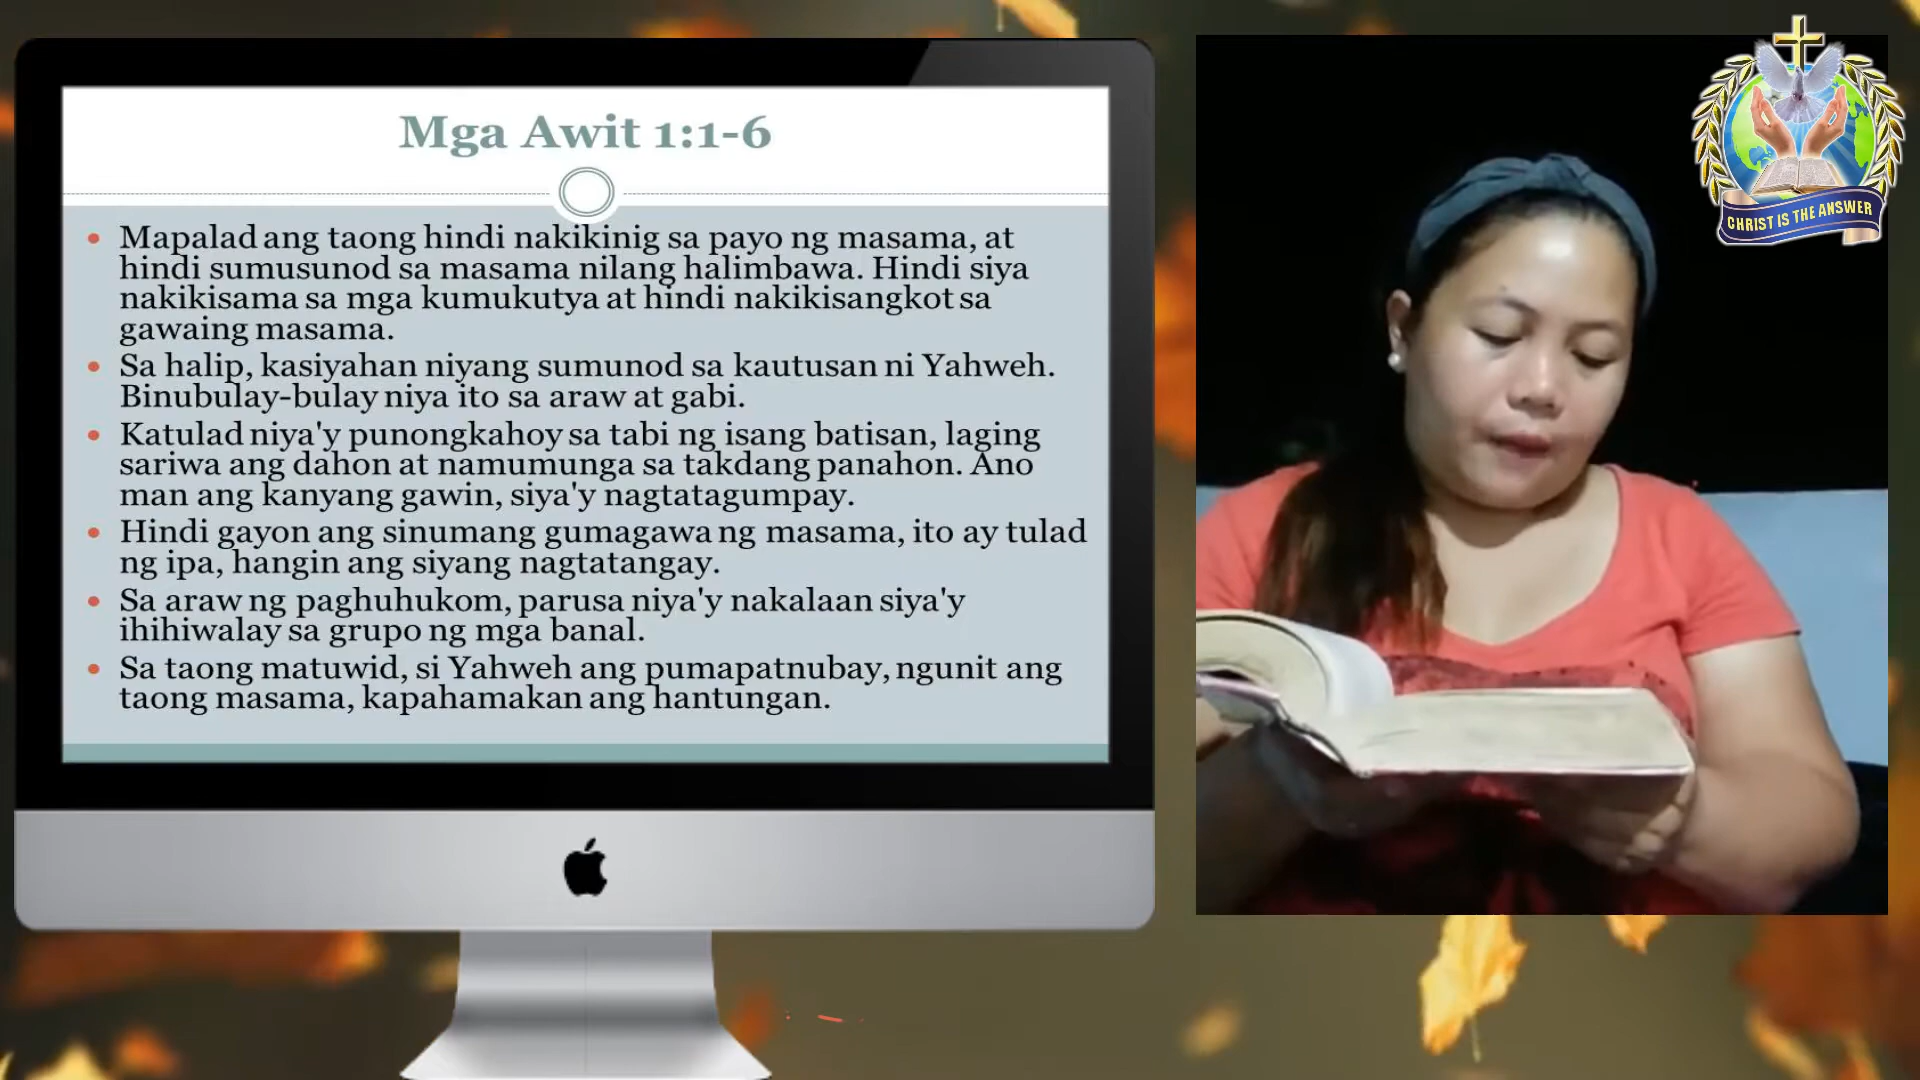 Mga Awit 1:1-6
Mapalad ang taong hindi nakikinig sa payo ng masama, at
hindi sumusunod sa masama nilang halimbawa. Hindi siya
nakikisama sa mga kumukutya at hindi nakikisangkot sa
gawaing masama.
Sa halip, kasiyahan niyang sumunod sa kautusan ni Yahweh.
Binubulay-bulay niya ito sa araw at gabi.
Katulad niya'y punongkahoy sa tabi ng isang batisan, laging
sariwa ang dahon at namumunga sa takdang panahon. Ano
man ang kanyang gawin, siya'y nagtatagumpay.
Hindi gayon ang sinumang gumagawa ng masama, ito ay tulad
ng ipa, hangin ang siyang nagtatangay.
Sa araw ng paghuhukom, parusa niya'y nakalaan siya'y
ihihiwalay sa grupo ng mga banal.
Sa taong matuwid, si Yahweh ang pumapatnubay, ngunit ang
taong masama, kapahamakan ang hantungan.
CHRIST IS THE ANSWER